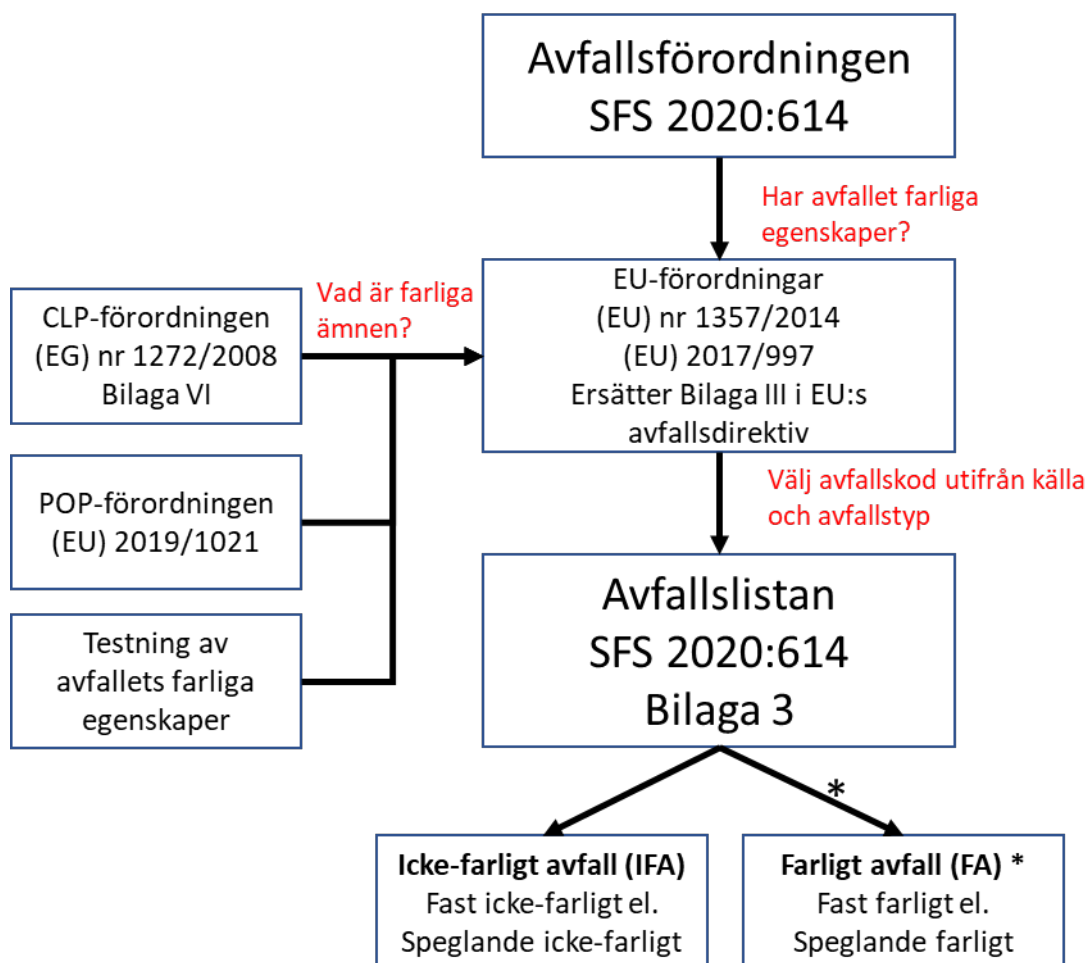 Avfallsförordningen
SFS 2020:614
Har avfallet farliga
egenskaper?
CLP-förordningen
(EG) nr 1272/2008
Bilaga VI
Vad är farliga
ämnen?
EU-förordningar
(EU) nr 1357/2014
(EU) 2017/997
Ersätter Bilaga III i EU:s
avfallsdirektiv
POP-förordningen
(EU) 2019/1021
Välj avfallskod utifrån källa
och avfallstyp
Testning av
avfallets farliga
egenskaper
Avfallslistan
SFS 2020:614
Bilaga 3
*
Icke-farligt avfall (IFA)
Fast icke-farligt el.
Speglande icke-farligt
Farligt avfall (FA) *
Fast farligt el.
Speglande farligt